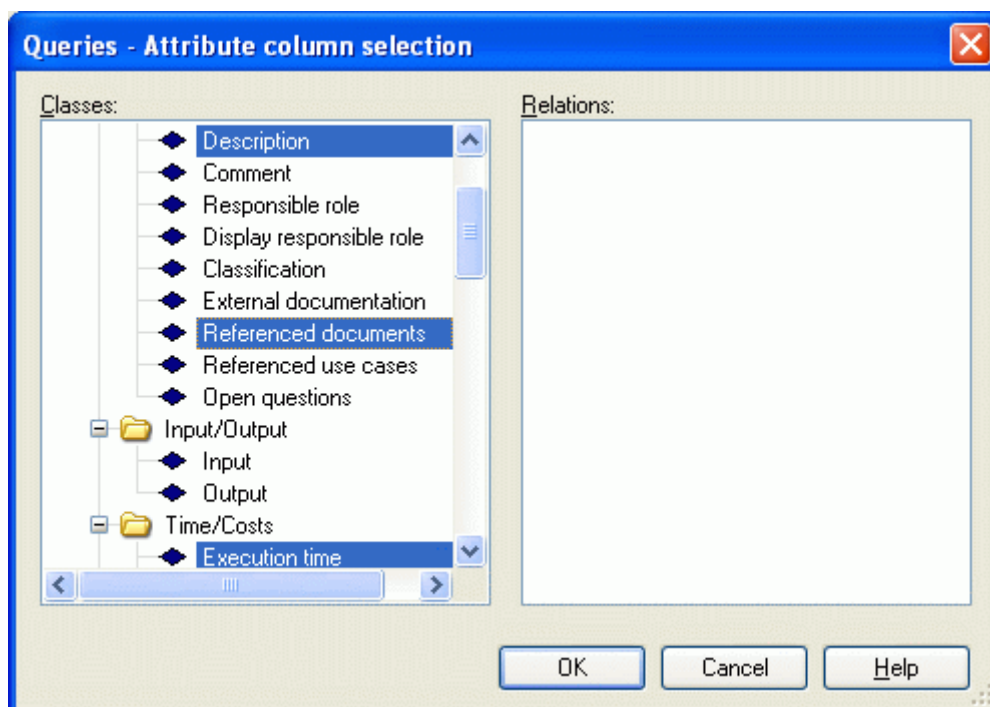 Queries - Attribute column selection
Classes:
Relations:
Description
Comment
Responsible role
Display responsible role
Classification
External documentation
Referenced documents
Referenced use cases
Open questions
Input/Output
Input
Output
Time/Costs
Execution time
OK
Cancel
Help